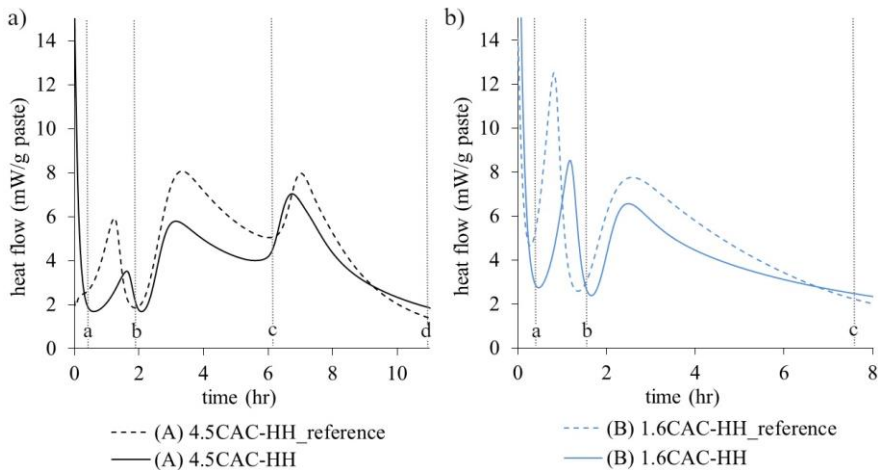 a)
14
12
10
8
6
4
2
0
heat flow (mW/g paste)
a b c d
0 2 4 6 8 10
time (hr)
(A) 4.5CAC-HH_reference
(A) 4.5CAC-HH
b)
14
12
10
8
6
4
2
0
heat flow (mW/g paste)
a b c
0 2 4 6 8
time (hr)
(B) 1.6CAC-HH_reference
(B) 1.6CAC-HH